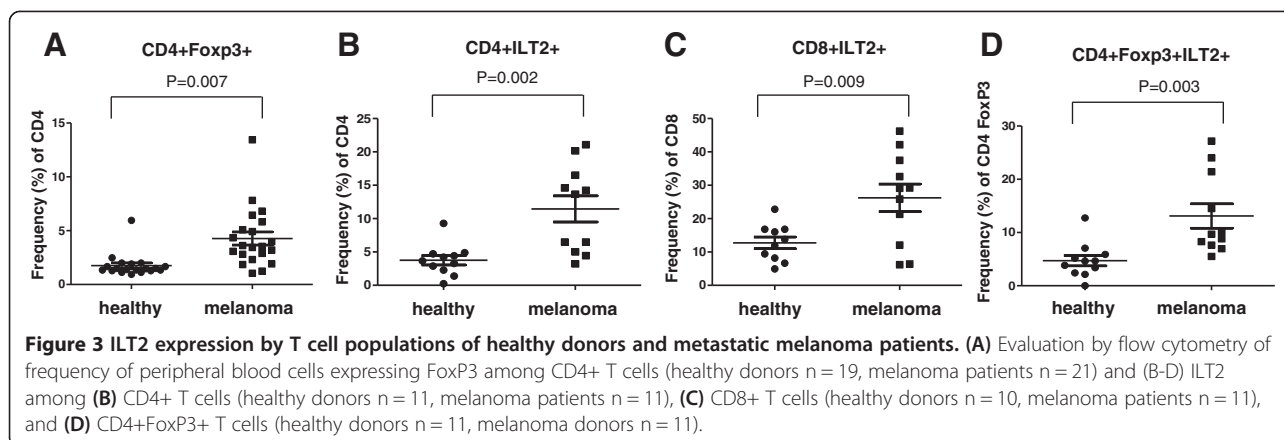 A
CD4+Foxp3+
P=0.007
Frequency (%) of CD4
15
10
5
0
healthy
melanoma
B
CD4+ILT2+
P=0.002
Frequency (%) of CD4
25
20
15
10
5
0
healthy
melanoma
C
CD8+ILT2+
P=0.009
Frequency (%) of CD8
50
40
30
20
10
0
healthy
melanoma
D
CD4+Foxp3+ILT2+
P=0.003
Frequency (%) of CD4 FoxP3
30
20
10
0
healthy
melanoma
Figure 3 ILT2 expression by T cell populations of healthy donors and metastatic melanoma patients. (A) Evaluation by flow cytometry of
frequency of peripheral blood cells expressing FoxP3 among CD4+ T cells (healthy donors n = 19, melanoma patients n = 21) and (B-D) ILT2
among (B) CD4+ T cells (healthy donors n = 11, melanoma patients n = 11), (C) CD8+ T cells (healthy donors n = 10, melanoma patients n = 11),
and (D) CD4+FoxP3+ T cells (healthy donors n = 11, melanoma donors n = 11).